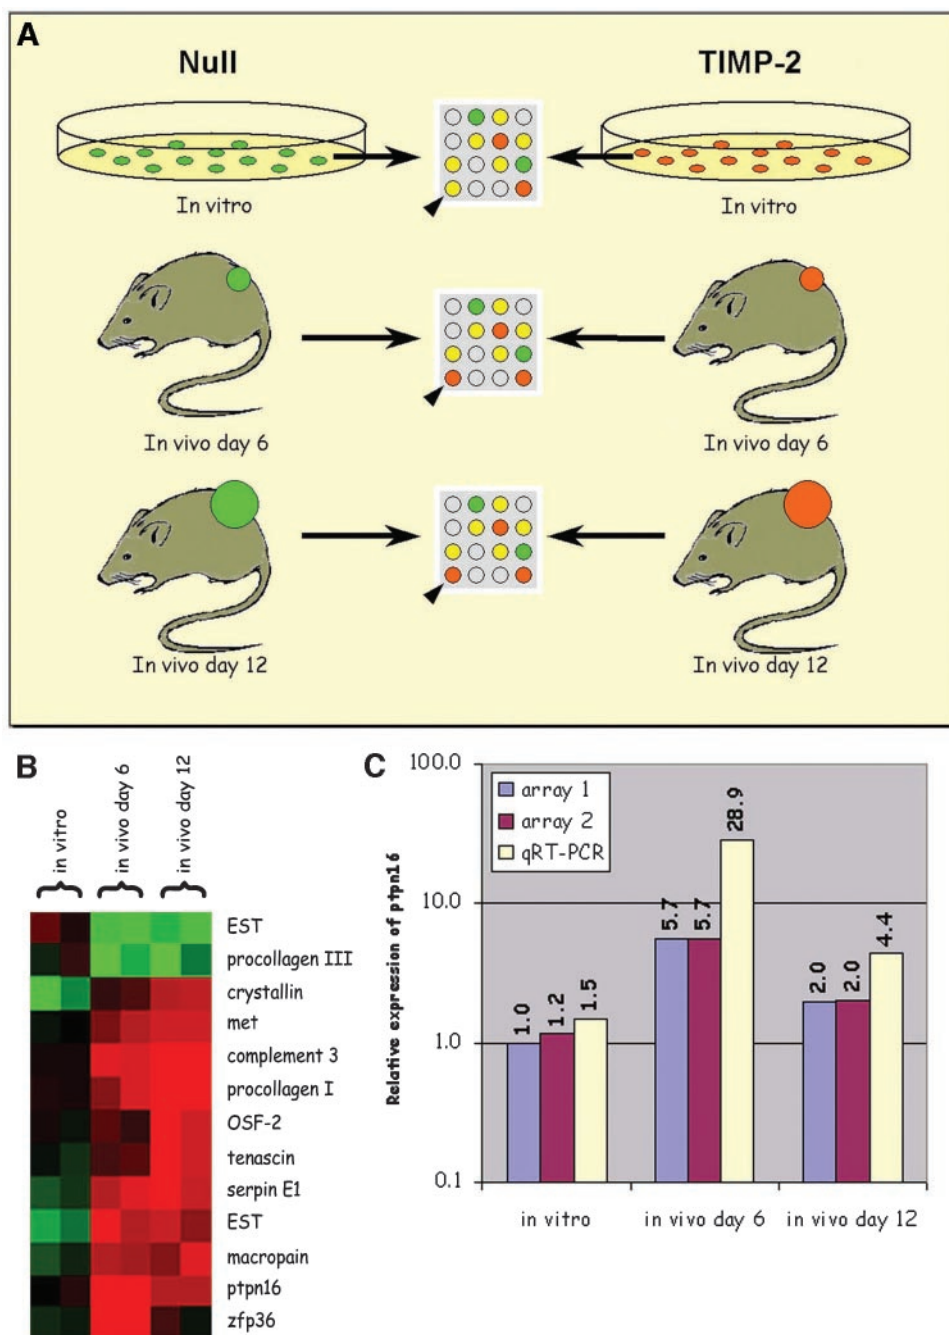 A
Null
TIMP-2
In vitro
In vitro
In vivo day 6
In vivo day 6
In vivo day 12
In vivo day 12
B
in vitro
in vivo day 6
in vivo day 12
EST
procollagen III
crystallin
met
complement 3
procollagen I
OSF-2
tenascin
serpin E1
EST
macropain
ptpn16
zfp36
C
Relative expression of ptpn16
100.0
10.0
1.0
0.1
array 1
array 2
qRT-PCR
1.0
1.2
1.5
5.7
5.7
28.9
2.0
2.0
4.4
in vitro
in vivo day 6
in vivo day 12